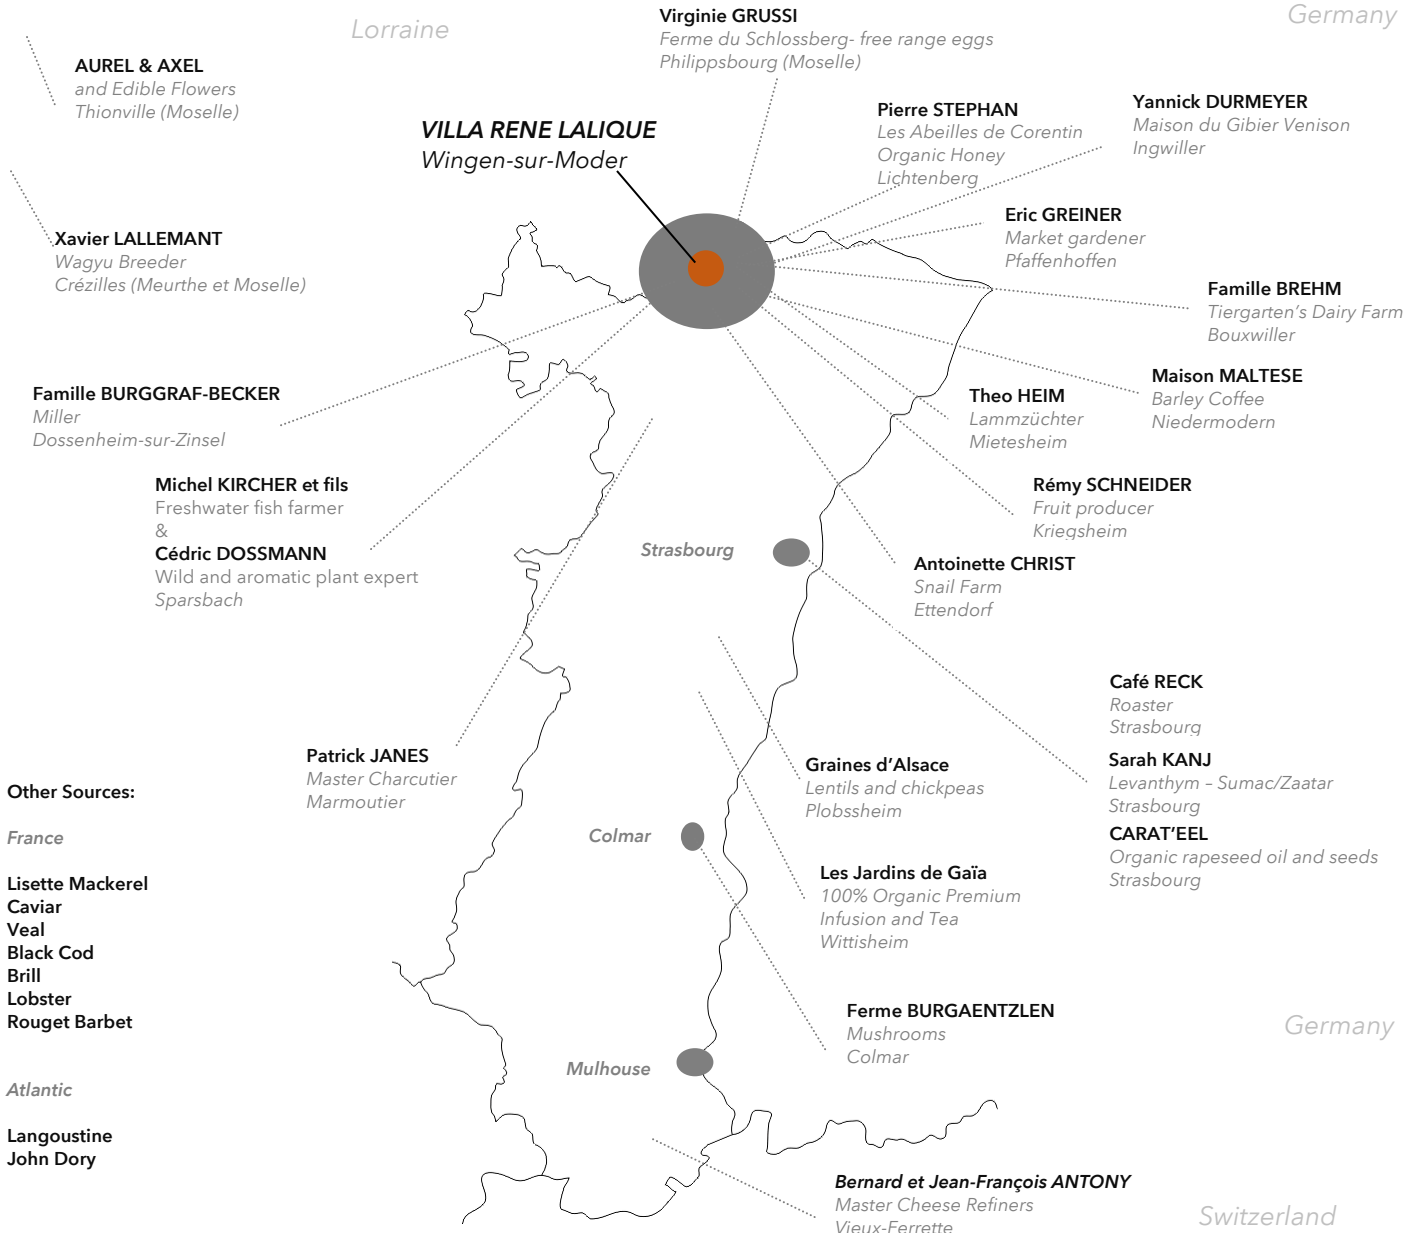 Lorraine
Germany
Virginie GRUSSI
Ferme du Schlossberg- free range eggs
Philippsbourg (Moselle)
AUREL & AXEL
and Edible Flowers
Thionville (Moselle)
VILLA RENE LALIQUE
Wingen-sur-Moder
Pierre STEPHAN
Les Abeilles de Corentin
Organic Honey
Lichtenberg
Yannick DURMEYER
Maison du Gibier Venison
Ingwiller
Xavier LALLEMANT
Wagyu Breeder
Crézilles (Meurthe et Moselle)
Eric GREINER
Market gardener
Pfaffenhoffen
Famille BREHM
Tiergarten’s Dairy Farm
Bouxwiller
Famille BURGGRAF-BECKER
Miller
Dossenheim-sur-Zinsel
Theo HEIM
Lammzüchter
Mietesheim
Maison MALTESE
Barley Coffee
Niedermodern
Michel KIRCHER et fils
Freshwater fish farmer
&
Cédric DOSSMANN
Wild and aromatic plant expert
Sparsbach
Rémy SCHNEIDER
Fruit producer
Kriegsheim
Strasbourg
Antoinette CHRIST
Snail Farm
Ettendorf
Café RECK
Roaster
Strasbourg
Sarah KANJ
Levanthym – Sumac/Zaatar
Strasbourg
CARAT’EEL
Organic rapeseed oil and seeds
Strasbourg
Patrick JANES
Master Charcutier
Marmoutier
Graines d’Alsace
Lentils and chickpeas
Plobssheim
Colmar
Les Jardins de Gaïa
100% Organic Premium
Infusion and Tea
Wittisheim
Other Sources:
France
Lisette Mackerel
Caviar
Veal
Black Cod
Brill
Lobster
Rouget Barbet
Atlantic
Langoustine
John Dory
Ferme BURGAENTZLEN
Mushrooms
Colmar
Germany
Mulhouse
Bernard et Jean-François ANTONY
Master Cheese Refiners
Vieux-Ferrette
Switzerland